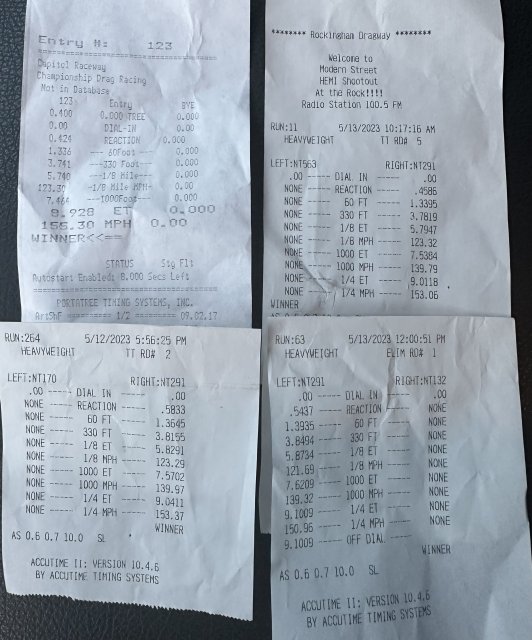 Entry №: 123
Capitol Raceway
Championship Drag Racing
Not in Database
123 Entry BYE
0.400 0.000 TREE 0.000
0.00 DIAL-IN 0.00
0.424 REACTION 0.000
1.336 --- 60Foot--- 0.00
3.741 ---330 Foot--- 0.00
5.740 ---1/8 Mile--- 0.00
123.30 -1/8 Mile MPH- 0.00
7.464 ---1000Foot--- 0.00
8.928 ET 0.000
155.30 MPH 0.00
WINNER<<==
STATUS Stg Flt
Autostart Enabled: 8.000 Secs Left
PORTATREE TIMING SYSTEMS, INC.
1/2 09.02.17
******** Rockingham Dragway ********
Welcome to
Modern Street
HEMI Shootout
At the Rock!!!!
Radio Station 100.5 FM
RUN:11 5/13/2023 10:17:16 AM
HEAVYWEIGHT TT RD# 5
LEFT:NT563 RIGHT:NT291
.00 ----- DIAL IN ----- .00
NONE ----- REACTION ----- .4586
NONE ----- 60 FT ----- 1.3395
NONE ----- 330 FT ----- 3.7819
NONE ----- 1/8 ET ----- 5.7947
NONE ----- 1/8 MPH ----- 123.32
NONE ----- 1000 ET ----- 7.5364
NONE ----- 1000 MPH ----- 139.79
NONE ----- 1/4 ET ----- 9.0118
NONE ----- 1/4 MPH ----- 153.06
WINNER
RUN:264 5/12/2023 5:56:25 PM
HEAVYWEIGHT TT RD# 2
LEFT:NT170 RIGHT:NT291
.00 ----- DIAL IN ----- .00
NONE ----- REACTION ----- .5833
NONE ----- 60 FT ----- 1.3645
NONE ----- 330 FT ----- 3.8155
NONE ----- 1/8 ET ----- 5.8291
NONE ----- 1/8 MPH ----- 123.29
NONE ----- 1000 ET ----- 7.5702
NONE ----- 1000 MPH ----- 139.97
NONE ----- 1/4 ET ----- 9.0411
NONE ----- 1/4 MPH ----- 153.37
WINNER
AS 0.6 0.7 10.0 SL
ACCUTIME II: VERSION 10.4.6
BY ACCUTIME TIMING SYSTEMS
RUN:63 5/13/2023 12:00:51 PM
HEAVYWEIGHT ELIM RD# 1
LEFT:NT291 RIGHT:NT132
.00 ----- DIAL IN ----- .00
.5437 ----- REACTION ----- NONE
1.3935 ----- 60 FT ----- NONE
3.8494 ----- 330 FT ----- NONE
5.8734 ----- 1/8 ET ----- NONE
121.69 ----- 1/8 MPH ----- NONE
7.6209 ----- 1000 ET ----- NONE
139.32 ----- 1000 MPH ----- NONE
9.1009 ----- 1/4 ET ----- NONE
150.96 ----- 1/4 MPH ----- NONE
9.1009 ----- OFF DIAL -----
WINNER
AS 0.6 0.7 10.0 SL
ACCUTIME II: VERSION 10.4.6
BY ACCUTIME TIMING SYSTEMS